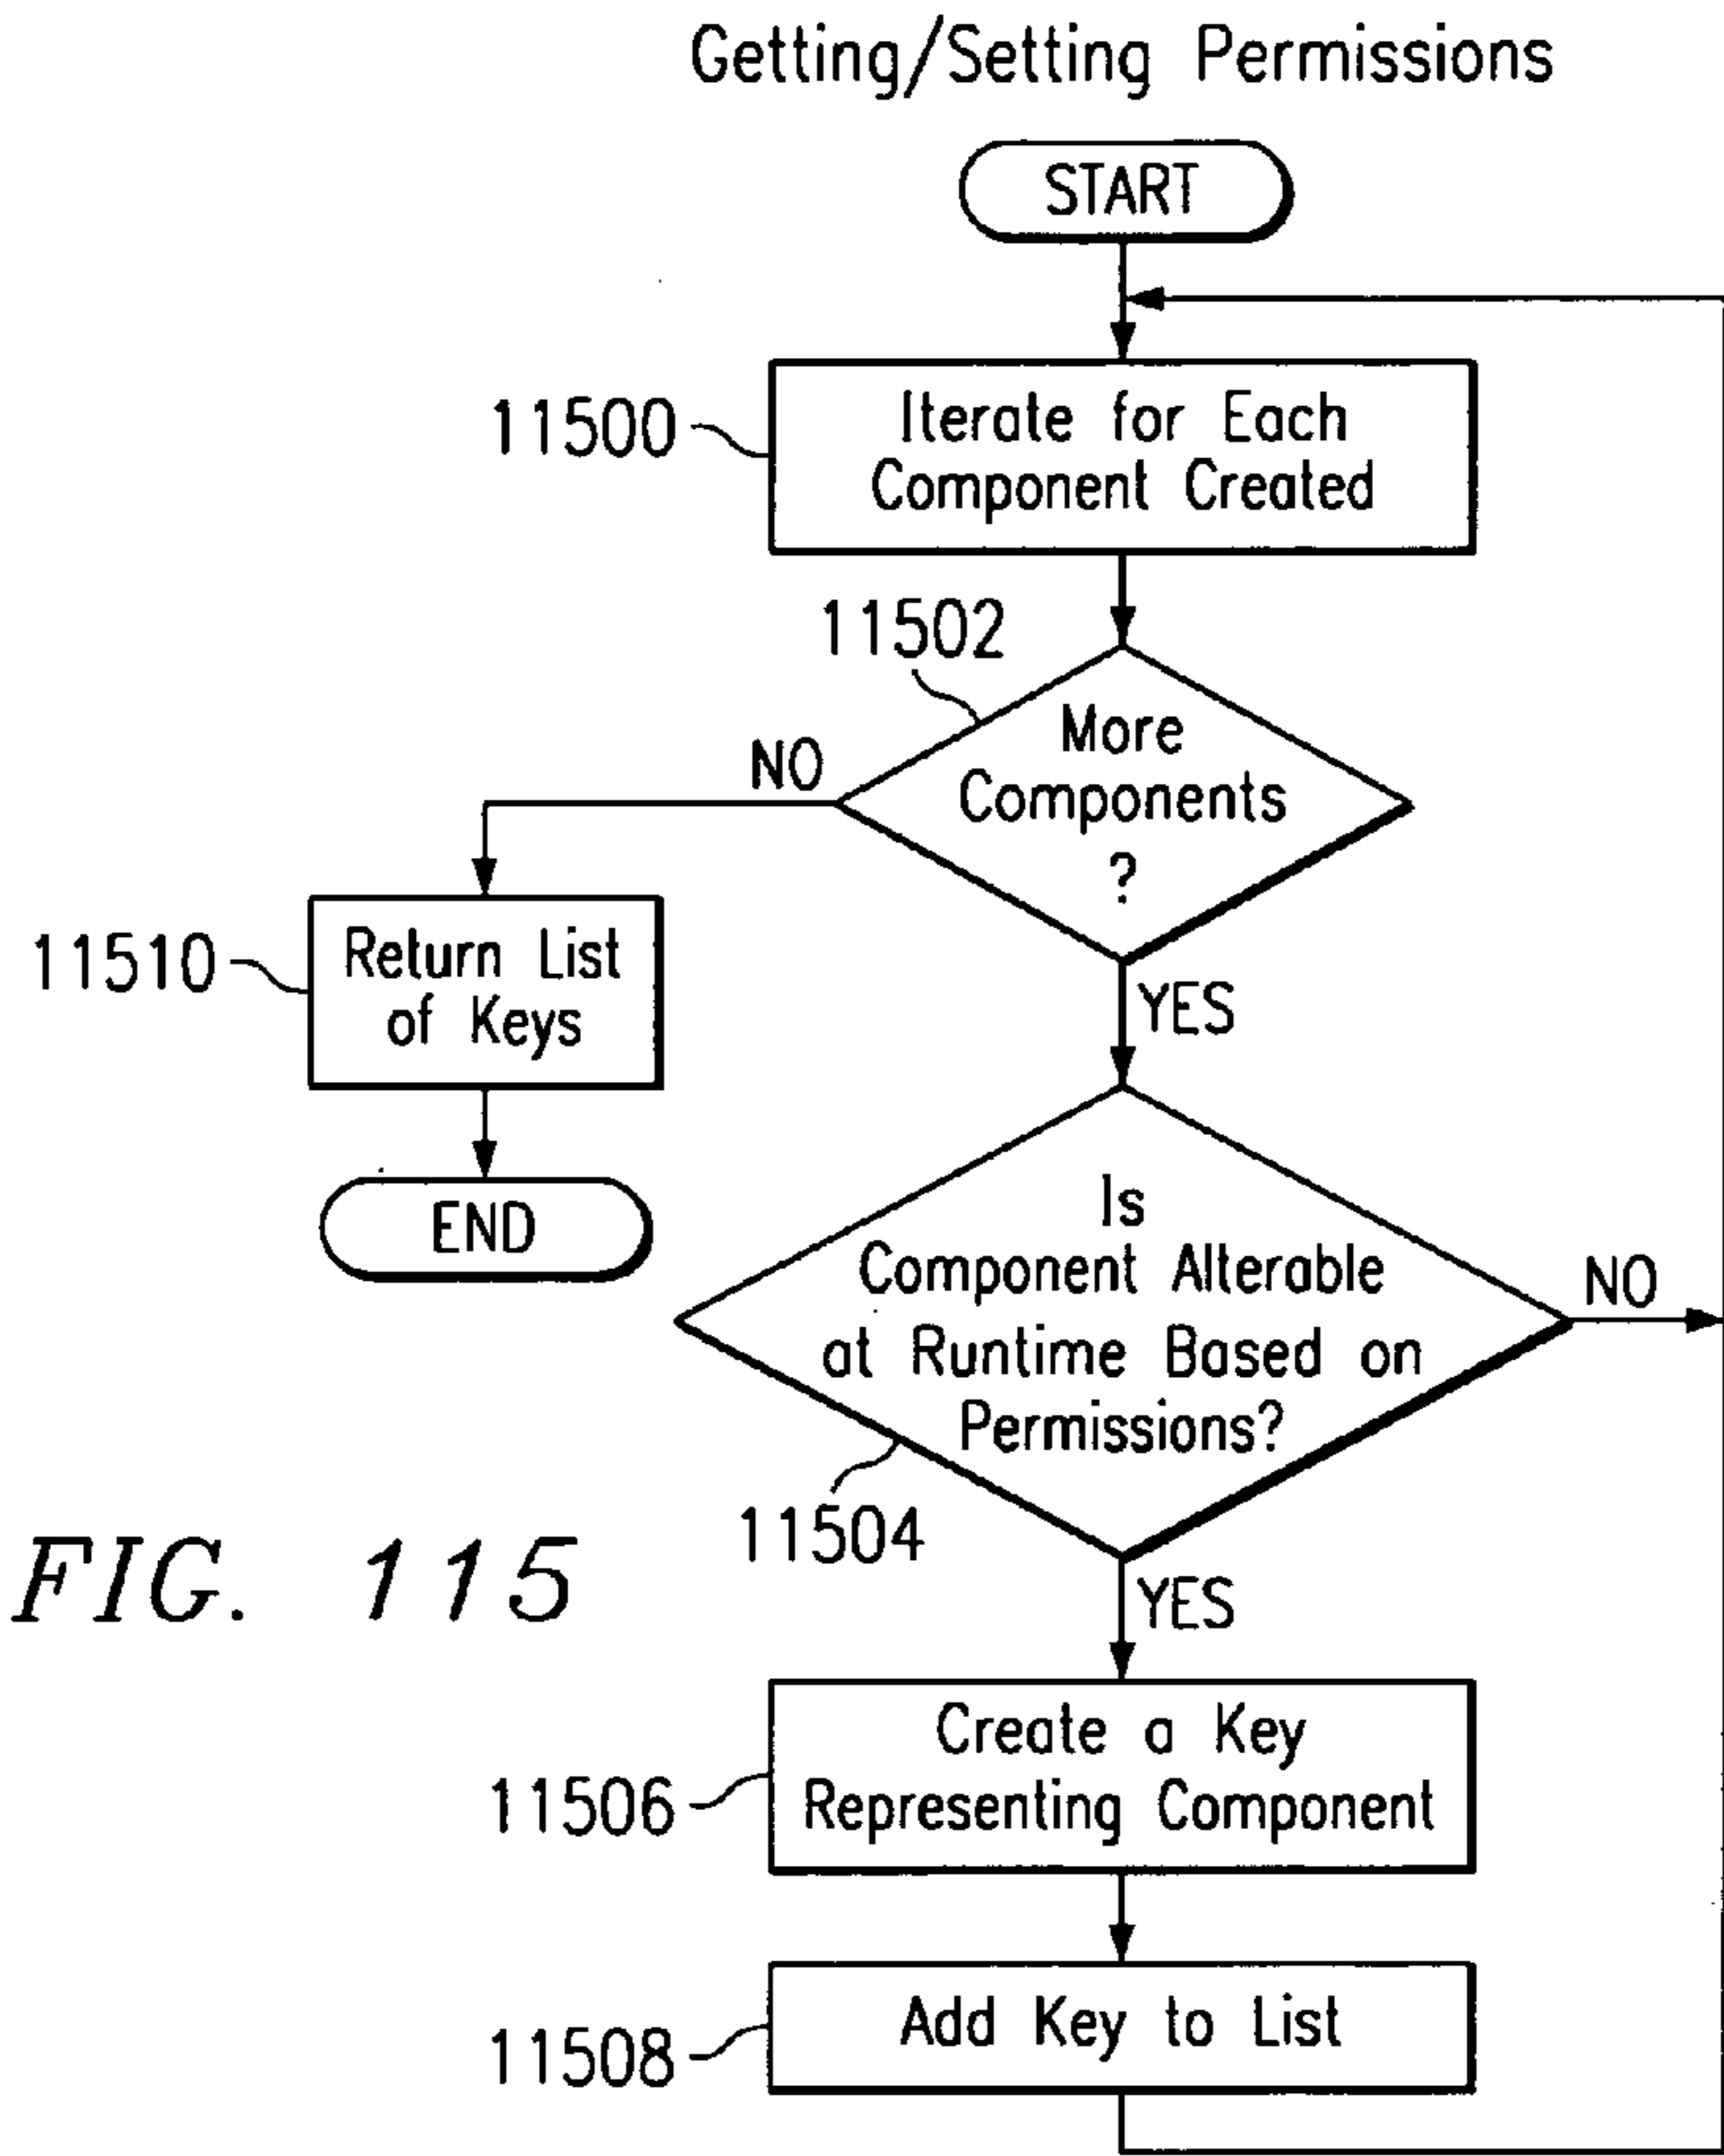 Getting/Setting Permissions
START
11500
Iterate for Each
Component Created
11502
More
Components
?
NO
YES
11510
Return List
of Keys
END
Is
Component Alterable
at Runtime Based on
Permissions?
NO
11504
YES
FIG. 115
11506
Create a Key
Representing Component
11508
Add Key to List